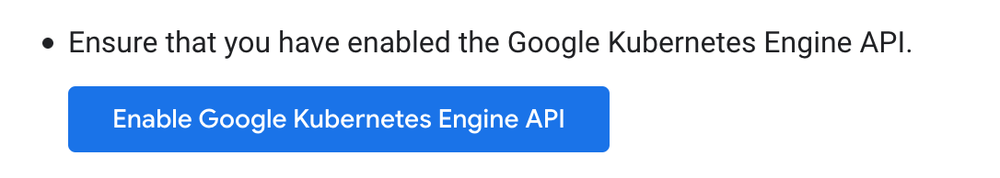 • Ensure that you have enabled the Google Kubernetes Engine API.
Enable Google Kubernetes Engine API